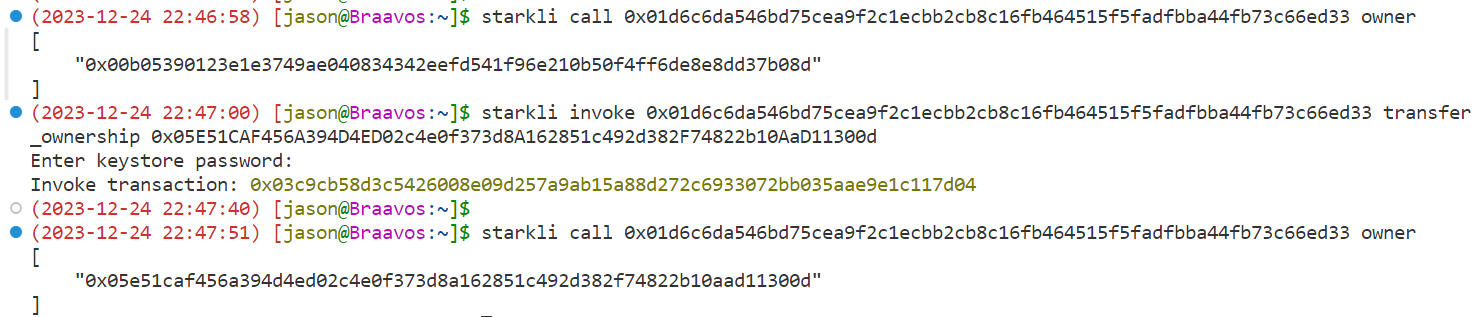 (2023-12-24 22:46:58) [jason@Braavos:~]$ starkli call 0x01d6c6da546bd75cea9f2c1ecbb2cb8c16fb464515f5fadfbba44fb73c66ed33 owner
[
"0x00b05390123e1e3749ae040834342eefd541f96e210b50f4ff6de8e8dd37b08d"
]
(2023-12-24 22:47:00) [jason@Braavos:~]$ starkli invoke 0x01d6c6da546bd75cea9f2c1ecbb2cb8c16fb464515f5fadfbba44fb73c66ed33 transfer
_ownership 0x05E51CAF456A394D4ED02c4e0f373d8A162851c492d382F74822b10AaD11300d
Enter keystore password:
Invoke transaction: 0x03c9cb58d3c5426008e09d257a9ab15a88d272c6933072bb035aae9e1c117d04
(2023-12-24 22:47:40) [jason@Braavos:~]$
(2023-12-24 22:47:51) [jason@Braavos:~]$ starkli call 0x01d6c6da546bd75cea9f2c1ecbb2cb8c16fb464515f5fadfbba44fb73c66ed33 owner
[
"0x05e51caf456a394d4ed02c4e0f373d8a162851c492d382f74822b10aad11300d"
]